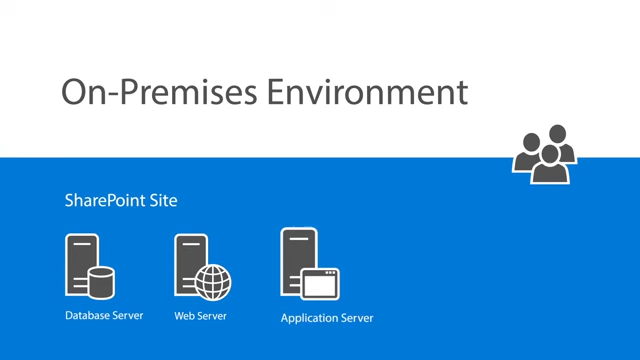 On-Premises Environment
SharePoint Site
Database Server
Web Server
Application Server